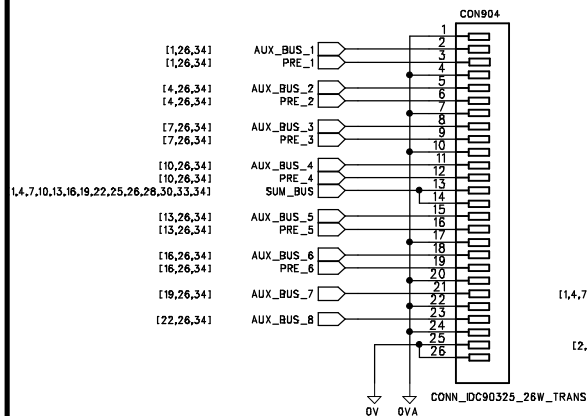 CON904
1
[1,26,34] AUX_BUS_1 2
[1,26,34] PRE_1 3
4
[4,26,34] AUX_BUS_2 5
[4,26,34] PRE_2 6
7
[7,26,34] AUX_BUS_3 8
[7,26,34] PRE_3 9
10
[10,26,34] AUX_BUS_4 11
[10,26,34] PRE_4 12
1,4,7,10,13,16,19,22,25,26,28,30,33,34] SUM_BUS 13
14
[13,26,34] AUX_BUS_5 15
[13,26,34] PRE_5 16
17
[16,26,34] AUX_BUS_6 18
[16,26,34] PRE_6 19
20
[19,26,34] AUX_BUS_7 21 [1,4,7
22
[22,26,34] AUX_BUS_8 23
24
25 [2,
26
CONN_IDC90325_26W_TRANS
0V 0VA